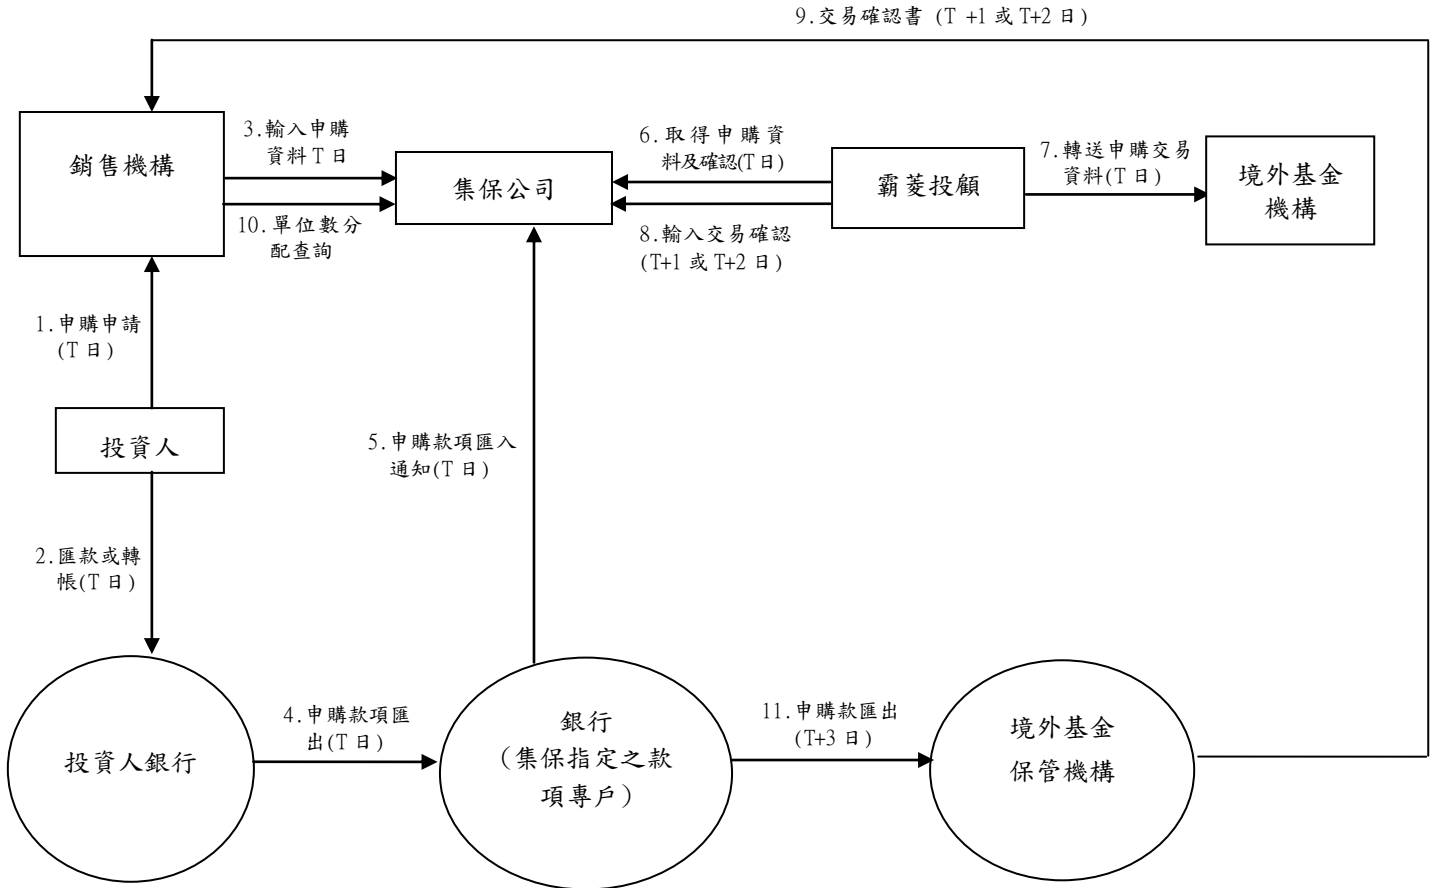 9.交易確認書 (T +1 或 T+2 日)
銷售機構
3.輸入申購
資料 T 日
10.單位數分
配查詢
集保公司
6.取得申購資
料及確認(T 日)
8.輸入交易確認
(T+1 或 T+2 日)
霸菱投顧
7.轉送申購交易
資料(T 日)
境外基金
機構
1.申購申請
(T 日)
投資人
5.申購款項匯入
通知(T 日)
2.匯款或轉
帳(T 日)
投資人銀行
4.申購款項匯
出(T 日)
銀行
（集保指定之款
項專戶）
11.申購款匯出
(T+3 日)
境外基金
保管機構